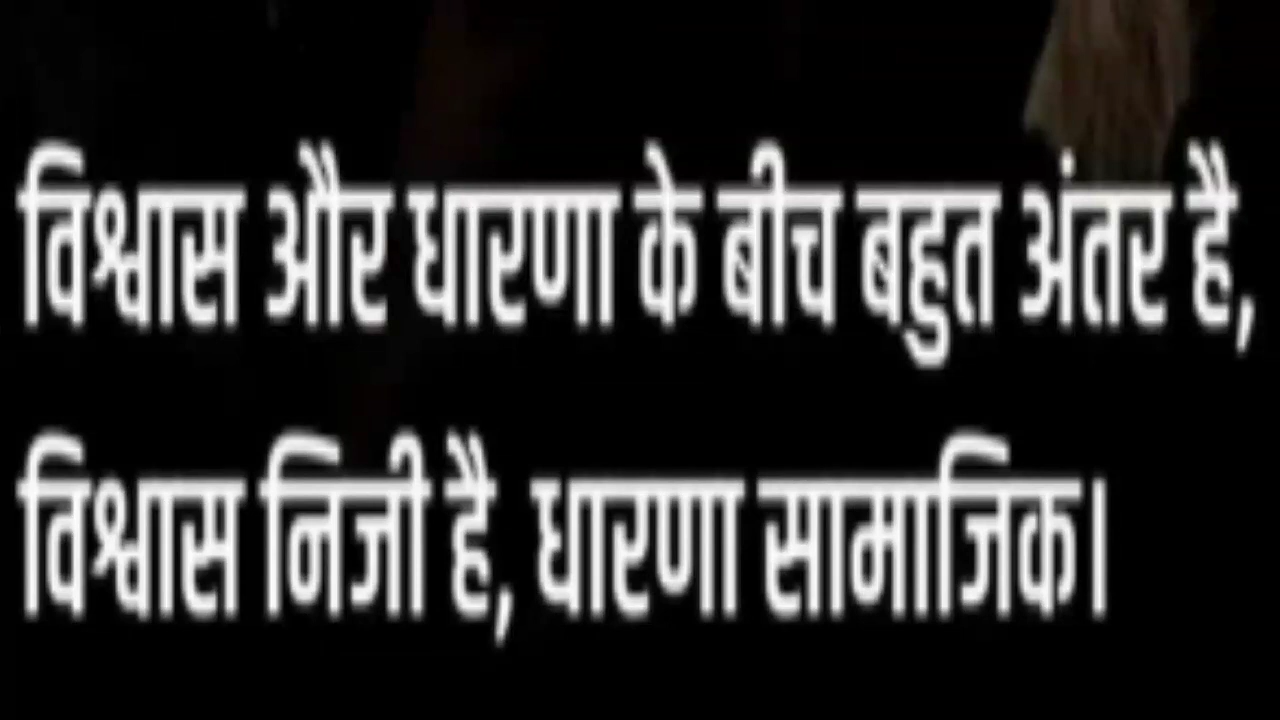 विश्वास और धारणा के बीच बहुत अंतर है,
विश्वास निजी है, धारणा सामाजिक।